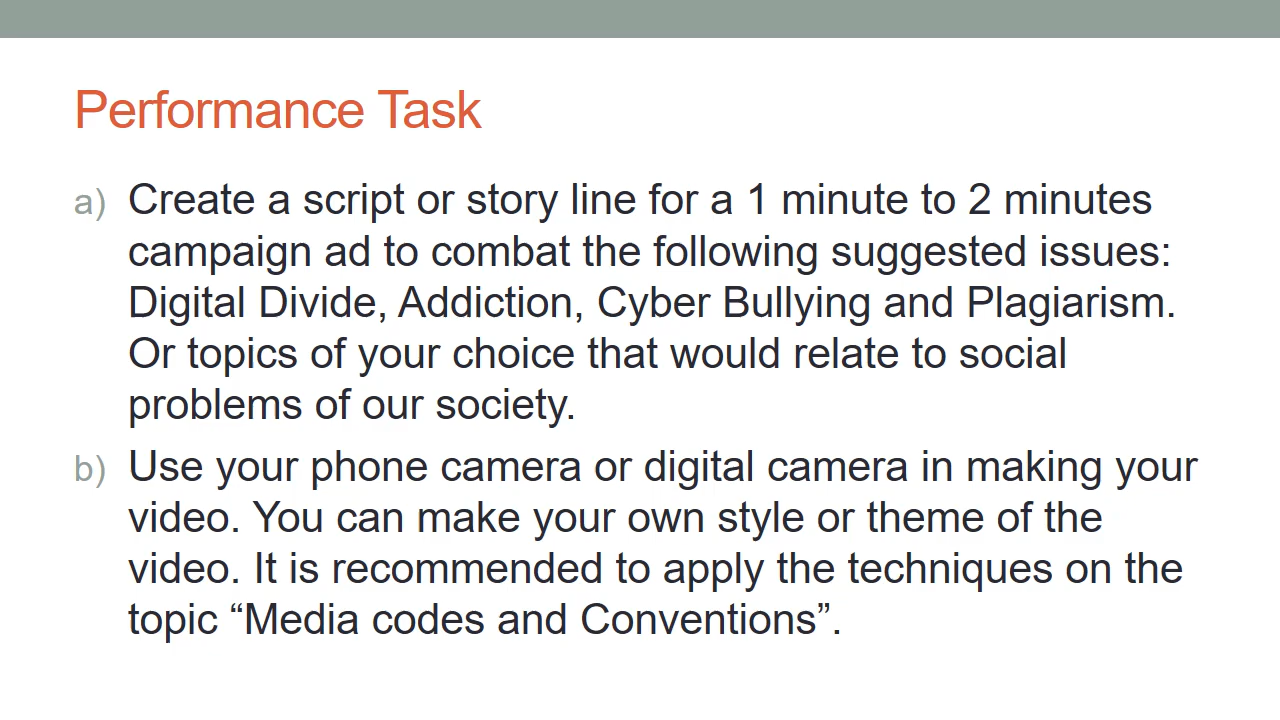 Performance Task
a) Create a script or story line for a 1 minute to 2 minutes
campaign ad to combat the following suggested issues:
Digital Divide, Addiction, Cyber Bullying and Plagiarism.
Or topics of your choice that would relate to social
problems of our society.
b) Use your phone camera or digital camera in making your
video. You can make your own style or theme of the
video. It is recommended to apply the techniques on the
topic “Media codes and Conventions”.